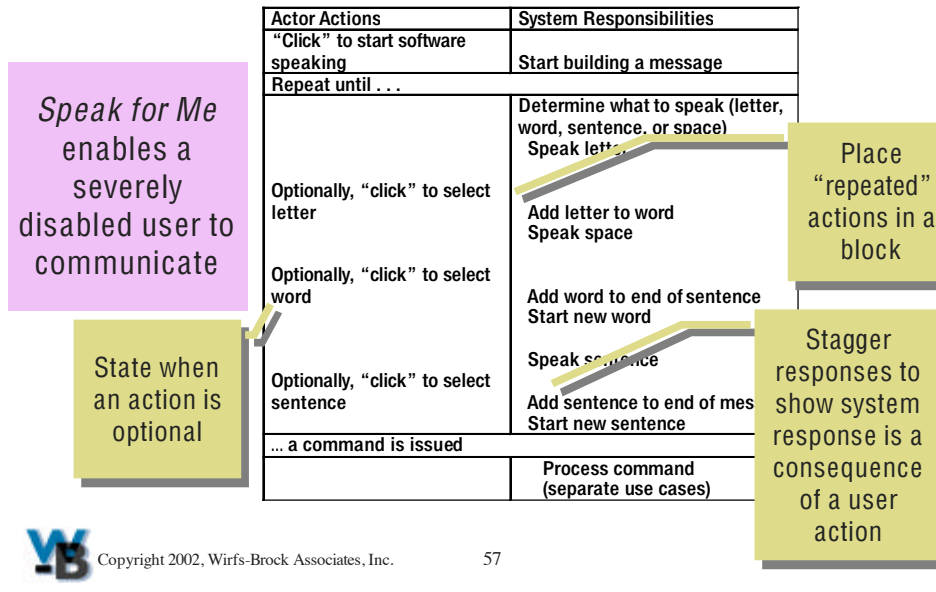 Actor Actions System Responsibilities
“Click” to start software
speaking Start building a message
Repeat until . . .
Determine what to speak (letter,
word, sentence, or space)
Speak
Optionally, “click” to select
letter
Add letter to word
Speak space
Optionally, “click” to select
word
Add word to end of sentence
Start new word
Speak
Optionally, “click” to select
sentence
Add sentence to end of
Start new sentence
... a command is issued
Process command
(separate use cases)
Speak for Me
enables a
severely
disabled user to
communicate
State when
an action is
optional
Place
“repeated”
actions in a
block
Stagger
responses to
show system
response is a
consequence
of a user
action
WB
Copyright 2002, Wirfs-Brock Associates, Inc. 57